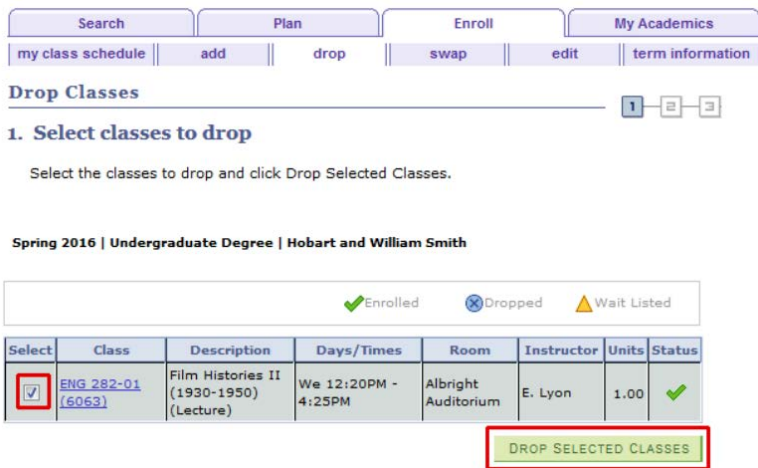 Search Plan Enroll My Academics
my class schedule add drop swap edit term information
Drop Classes
1 2 3
1. Select classes to drop
Select the classes to drop and click Drop Selected Classes.
Spring 2016 | Undergraduate Degree | Hobart and William Smith
Enrolled Dropped Wait Listed
Select Class Description Days/Times Room Instructor Units Status
ENG 282-01 (6063) Film Histories II (1930-1950) (Lecture) We 12:20PM - 4:25PM Albright Auditorium E. Lyon 1.00
DROP SELECTED CLASSES